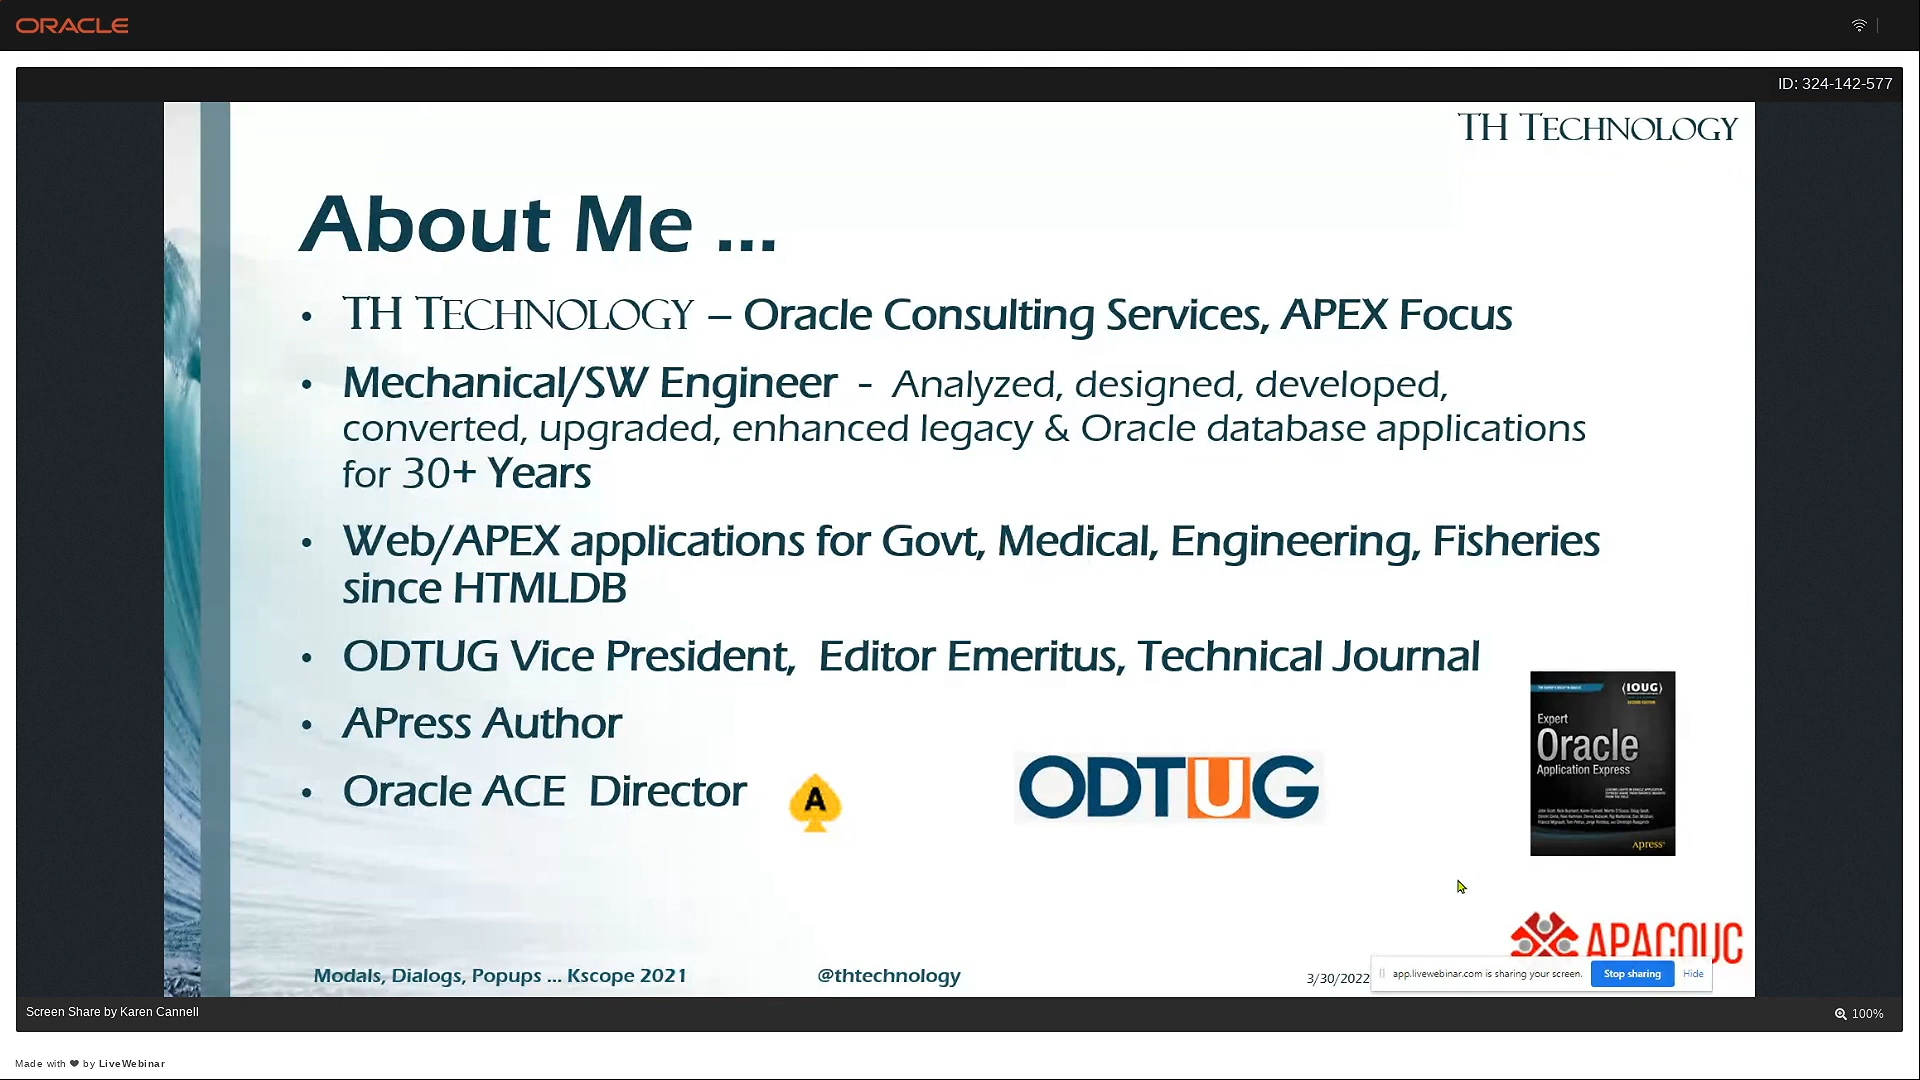 ORACLE
ID: 324-142-577
TH TECHNOLOGY
About Me ...
• TH TECHNOLOGY – Oracle Consulting Services, APEX Focus
• Mechanical/SW Engineer - Analyzed, designed, developed,
converted, upgraded, enhanced legacy & Oracle database applications
for 30+ Years
• Web/APEX applications for Govt, Medical, Engineering, Fisheries
since HTMLDB
• ODTUG Vice President, Editor Emeritus, Technical Journal
• APress Author
• Oracle ACE Director
A
ODTUG
IOUG
Expert
Oracle
Application Express
Apress
APACOUC
Modals, Dialogs, Popups ... Kscope 2021
@thtechnology
3/30/2022
app.livewebinar.com is sharing your screen.
Stop sharing
Hide
Screen Share by Karen Cannell
100%
Made with ❤ by LiveWebinar